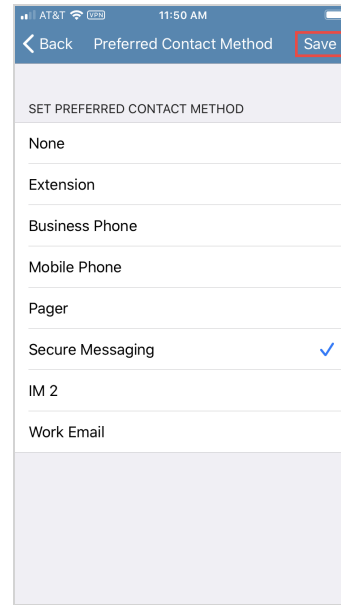 AT&T VPN 11:50 AM
Back Preferred Contact Method Save
SET PREFERRED CONTACT METHOD
None
Extension
Business Phone
Mobile Phone
Pager
Secure Messaging
IM 2
Work Email